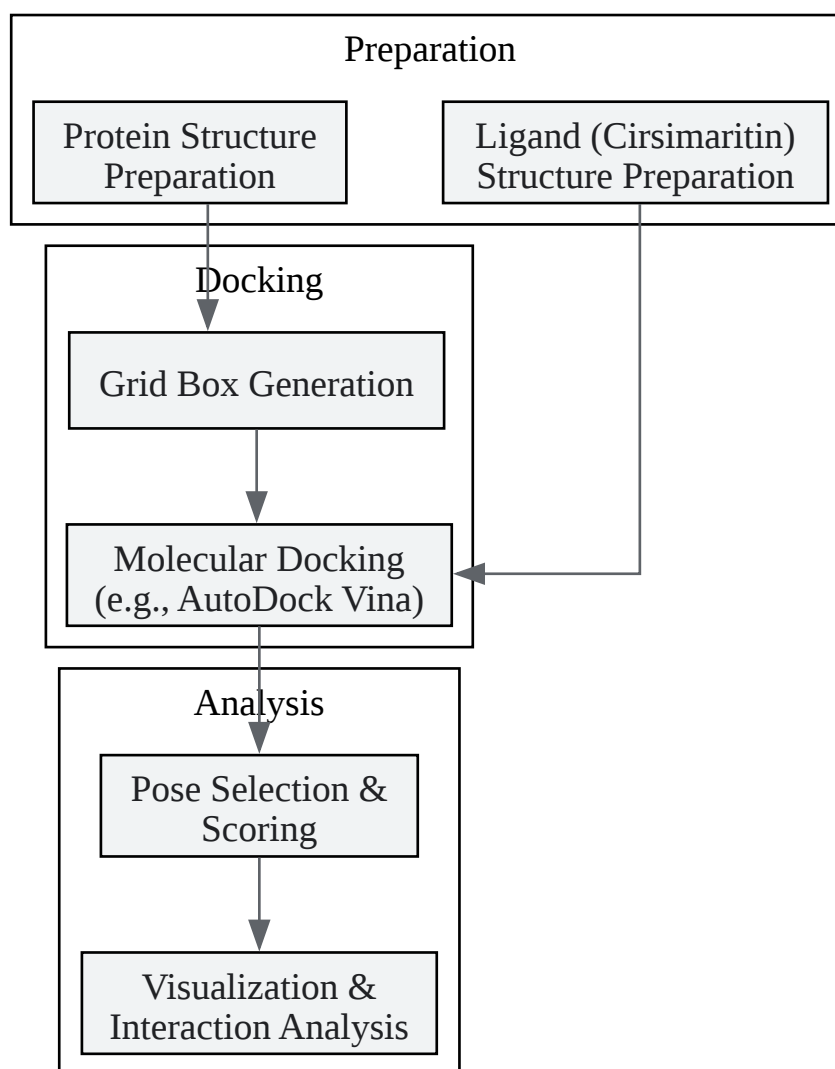 Preparation
Protein Structure
Preparation
Ligand (Cirsimaritin)
Structure Preparation
Docking
Grid Box Generation
Molecular Docking
(e.g., AutoDock Vina)
Analysis
Pose Selection &
Scoring
Visualization &
Interaction Analysis